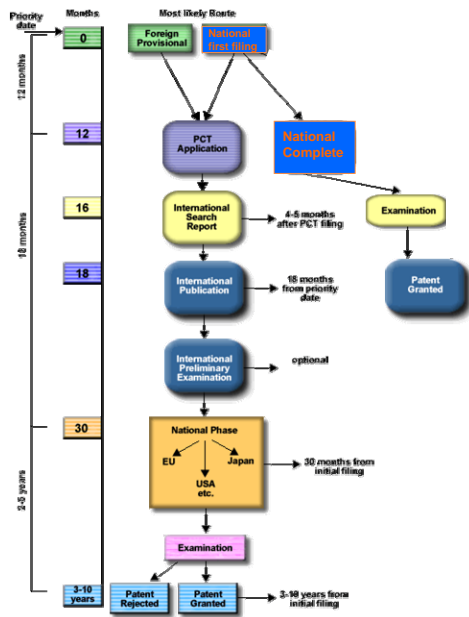 Priority
date
Months
Most likely Route
0
Foreign
Provisional
National
first filing
12 months
12
PCT
Application
National
Complete
16
International
Search
Report
4-5 months
after PCT filing
Examination
18 months
18
International
Publication
18 months
from priority
date
Patent
Granted
International
Preliminary
Examination
optional
30
National Phase
EU
Japan
USA
etc.
30 months from
initial filing
2-5 years
Examination
3-10
years
Patent
Rejected
Patent
Granted
3-10 years from
initial filing